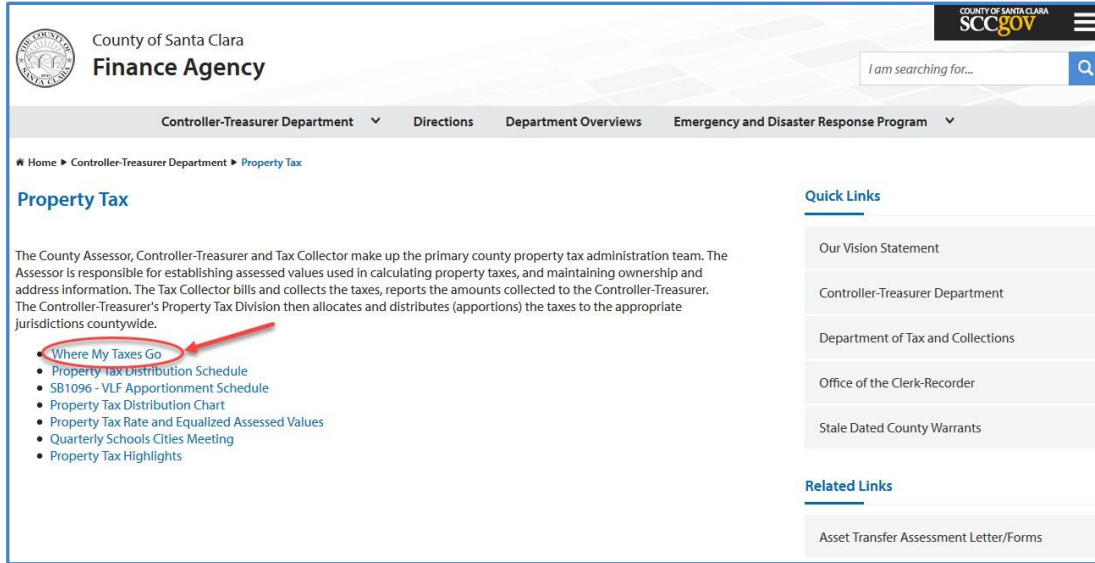 COUNTY OF SANTA CLARA
SCCgov
County of Santa Clara
Finance Agency
I am searching for...
Controller-Treasurer Department
Directions
Department Overviews
Emergency and Disaster Response Program
Home ▶ Controller-Treasurer Department ▶ Property Tax
Property Tax
The County Assessor, Controller-Treasurer and Tax Collector make up the primary county property tax administration team. The
Assessor is responsible for establishing assessed values used in calculating property taxes, and maintaining ownership and
address information. The Tax Collector bills and collects the taxes, reports the amounts collected to the Controller-Treasurer.
The Controller-Treasurer's Property Tax Division then allocates and distributes (apportions) the taxes to the appropriate
jurisdictions countywide.
• Where My Taxes Go
• Property Tax Distribution Schedule
• SB1096 - VLF Apportionment Schedule
• Property Tax Distribution Chart
• Property Tax Rate and Equalized Assessed Values
• Quarterly Schools Cities Meeting
• Property Tax Highlights
Quick Links
Our Vision Statement
Controller-Treasurer Department
Department of Tax and Collections
Office of the Clerk-Recorder
Stale Dated County Warrants
Related Links
Asset Transfer Assessment Letter/Forms